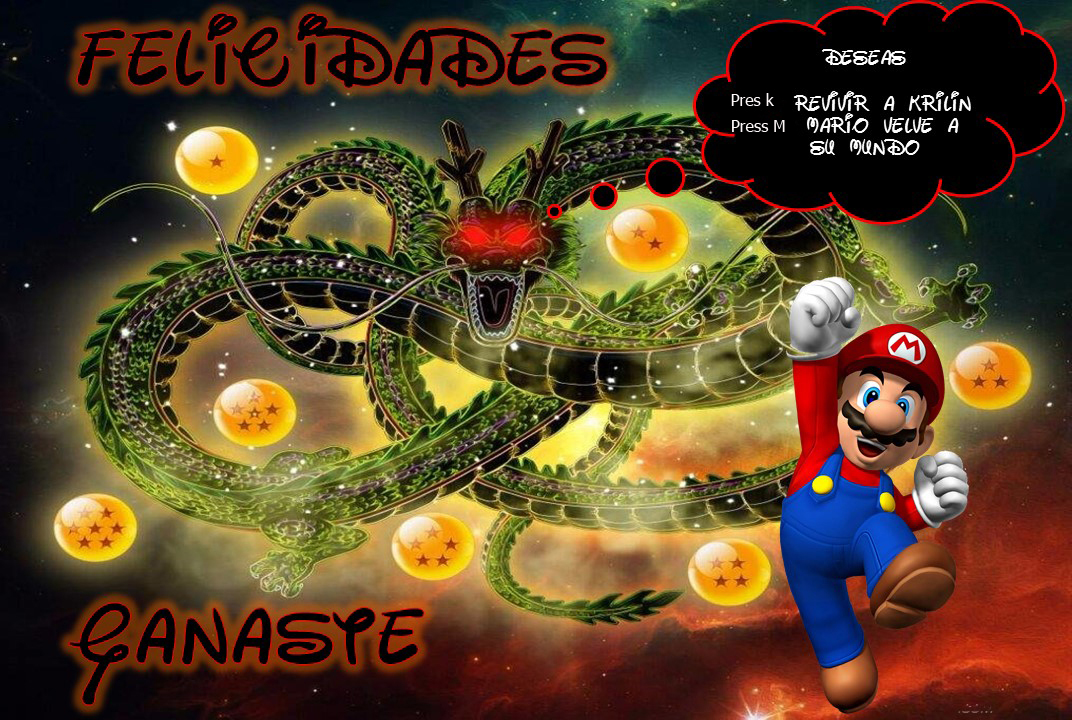 FELICIDADES
DESEAS
Pres k REVIVIR A KRILIN
Press M MARIO VELVE A
SU MUNDO
M
GANASTE